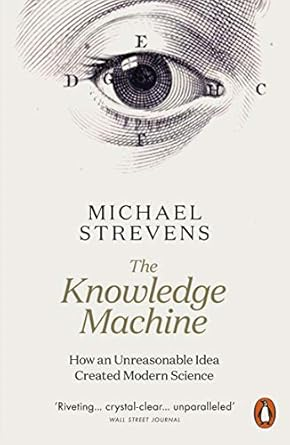 E
D G H C
F
MICHAEL
STREVENS
The
Knowledge
Machine
How an Unreasonable Idea
Created Modern Science
'Riveting... crystal-clear... unparalleled'
WALL STREET JOURNAL